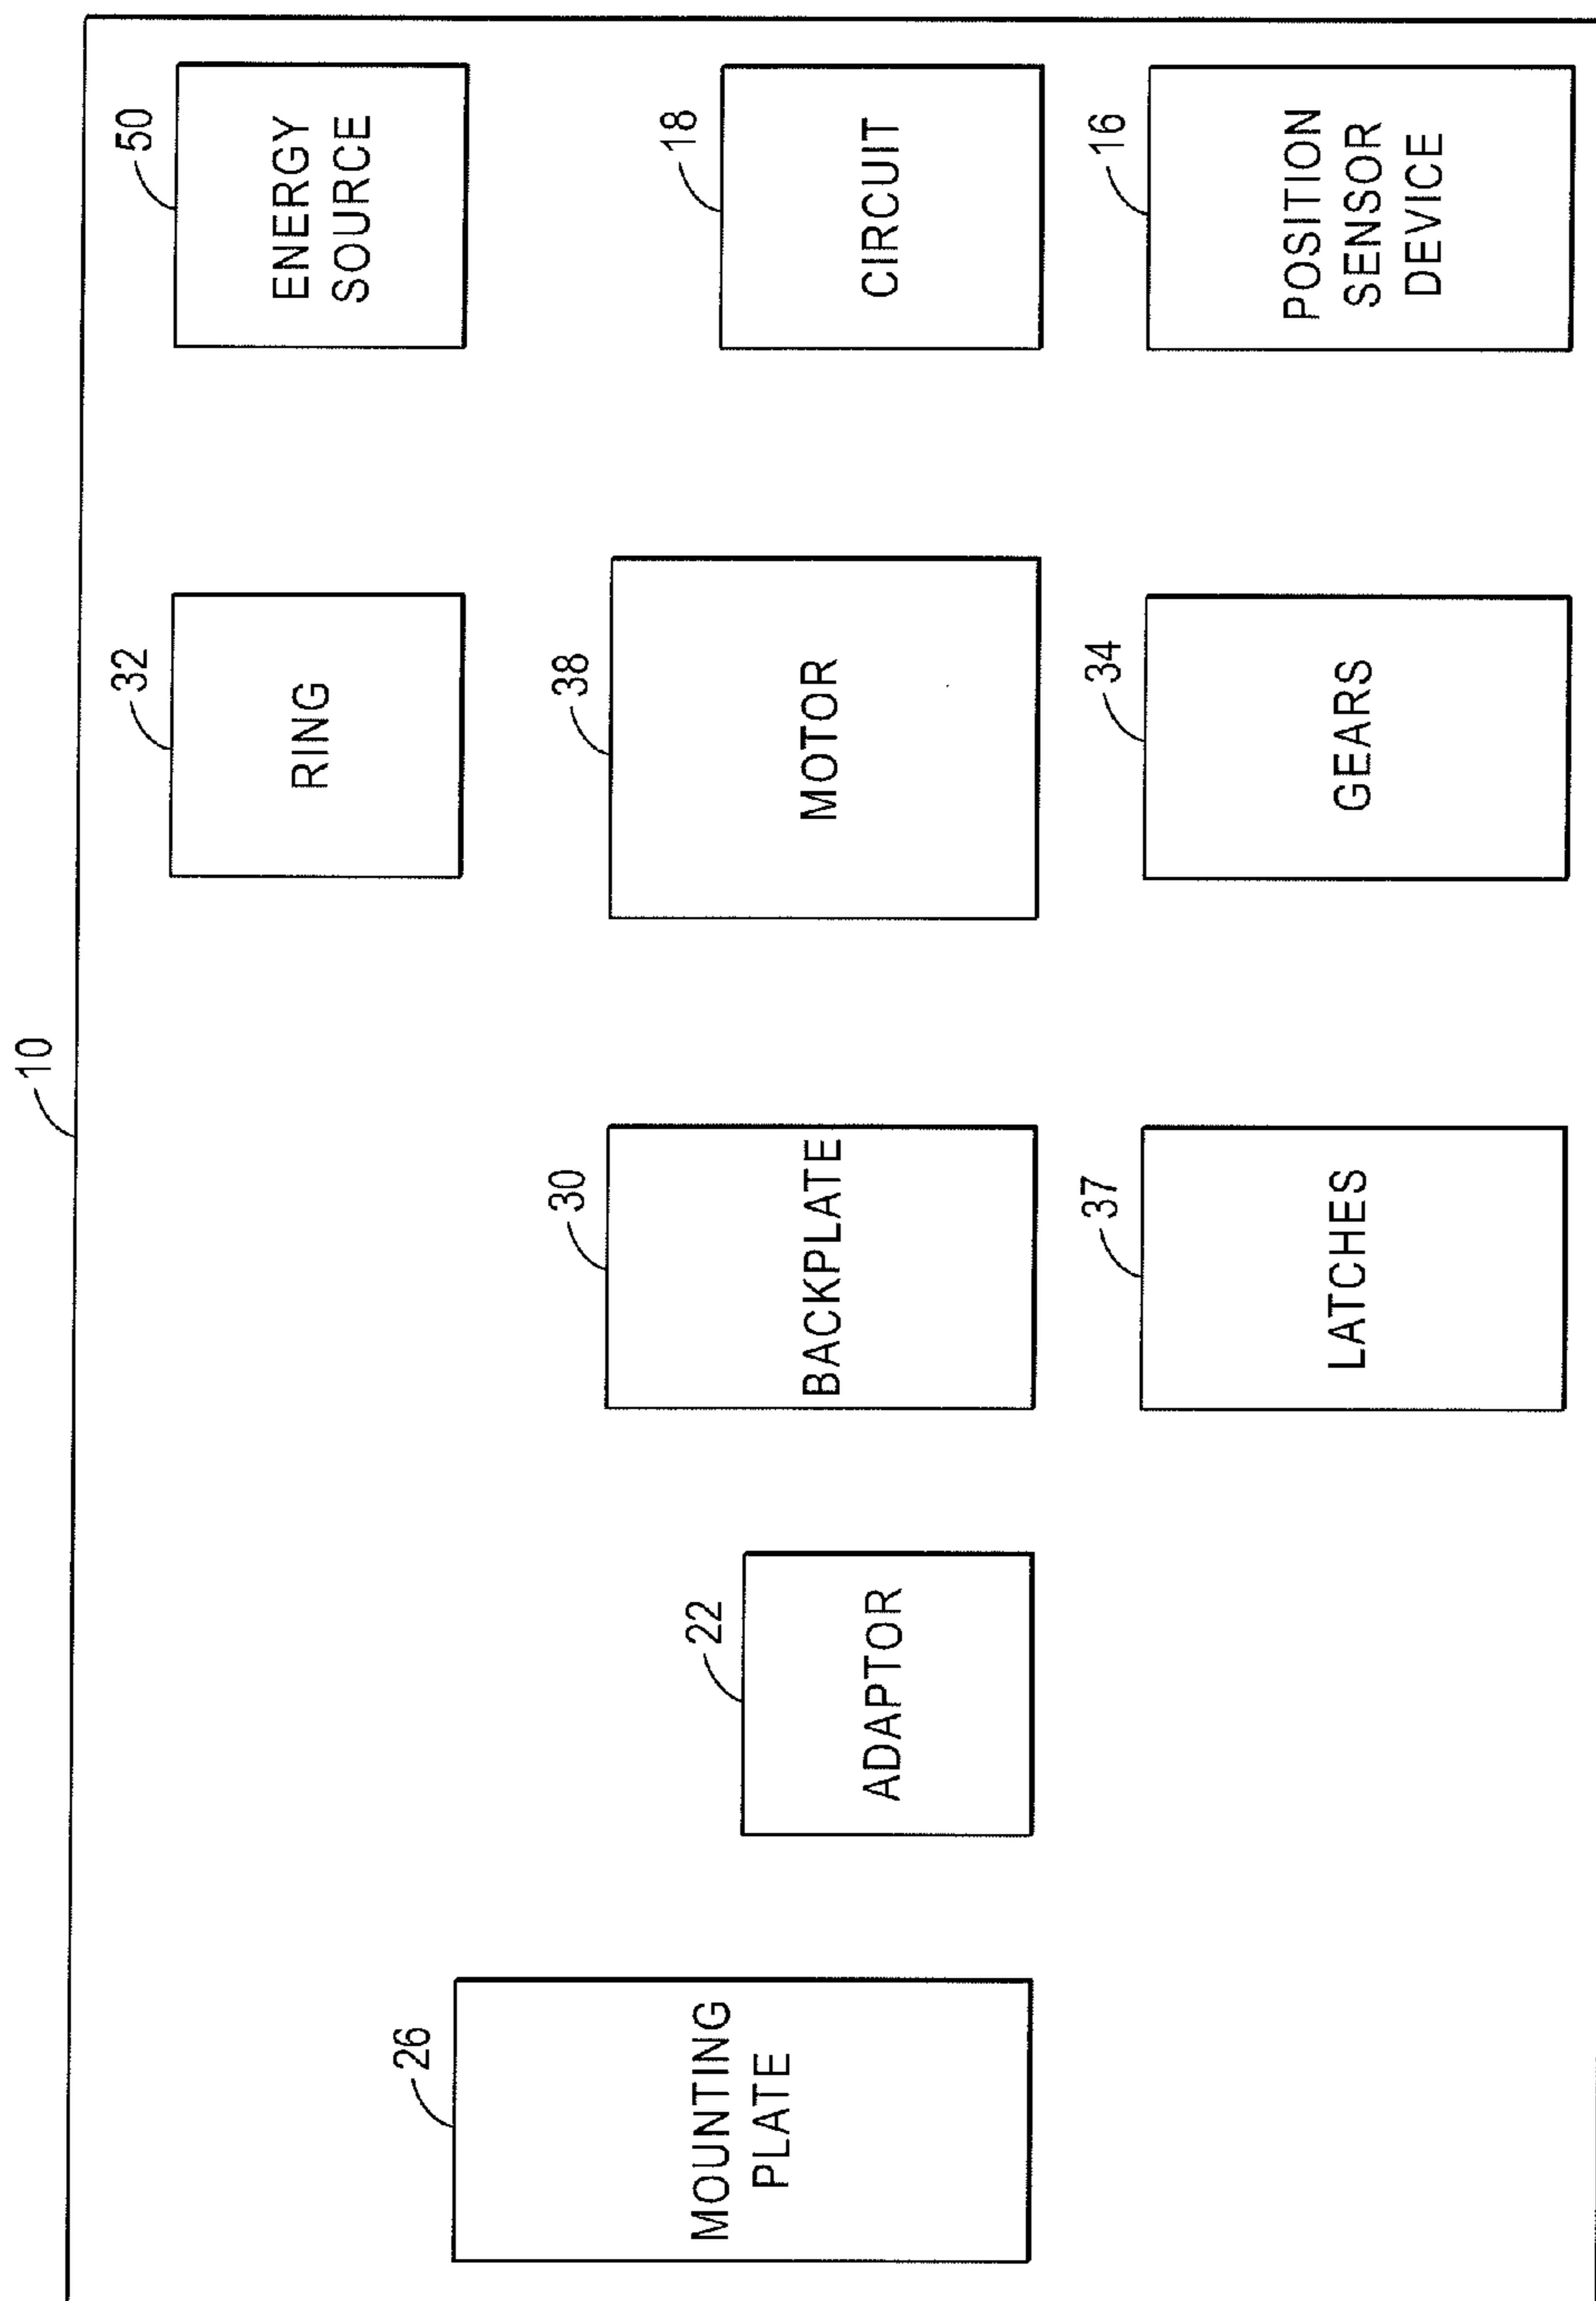 10
32
RING
50
ENERGY
SOURCE
26
MOUNTING
PLATE
22
ADAPTOR
30
BACKPLATE
38
MOTOR
18
CIRCUIT
37
LATCHES
34
GEARS
16
POSITION
SENSOR
DEVICE